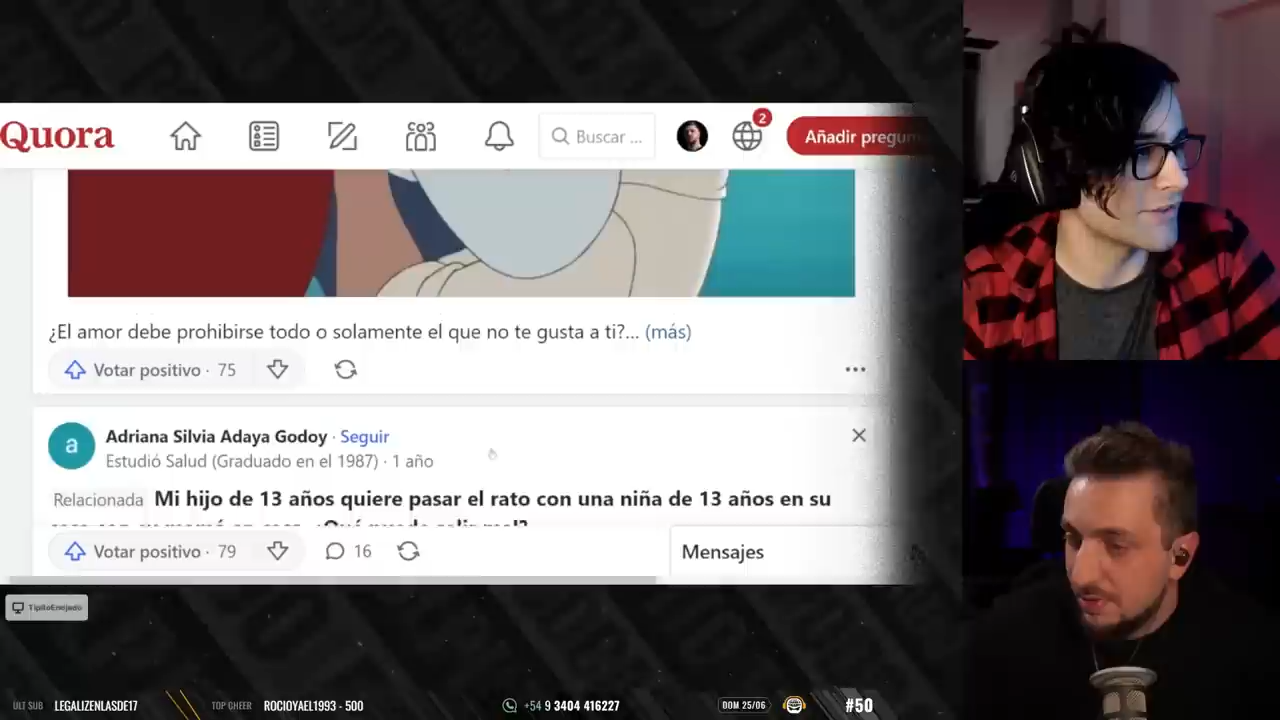 Quora
Buscar ...
2
Añadir pregun
¿El amor debe prohibirse todo o solamente el que no te gusta a ti?... (más)
Votar positivo · 75
a
Adriana Silvia Adaya Godoy · Seguir
Estudió Salud (Graduado en el 1987) · 1 año
Relacionada Mi hijo de 13 años quiere pasar el rato con una niña de 13 años en su
Votar positivo · 79
16
Mensajes
TipitoEnojado
ULT SUB LEGALIZENLASDE17 TOP CHEER ROCIOYAEL1993 - 500 +54 9 3404 416227 DOM 25/06 #50